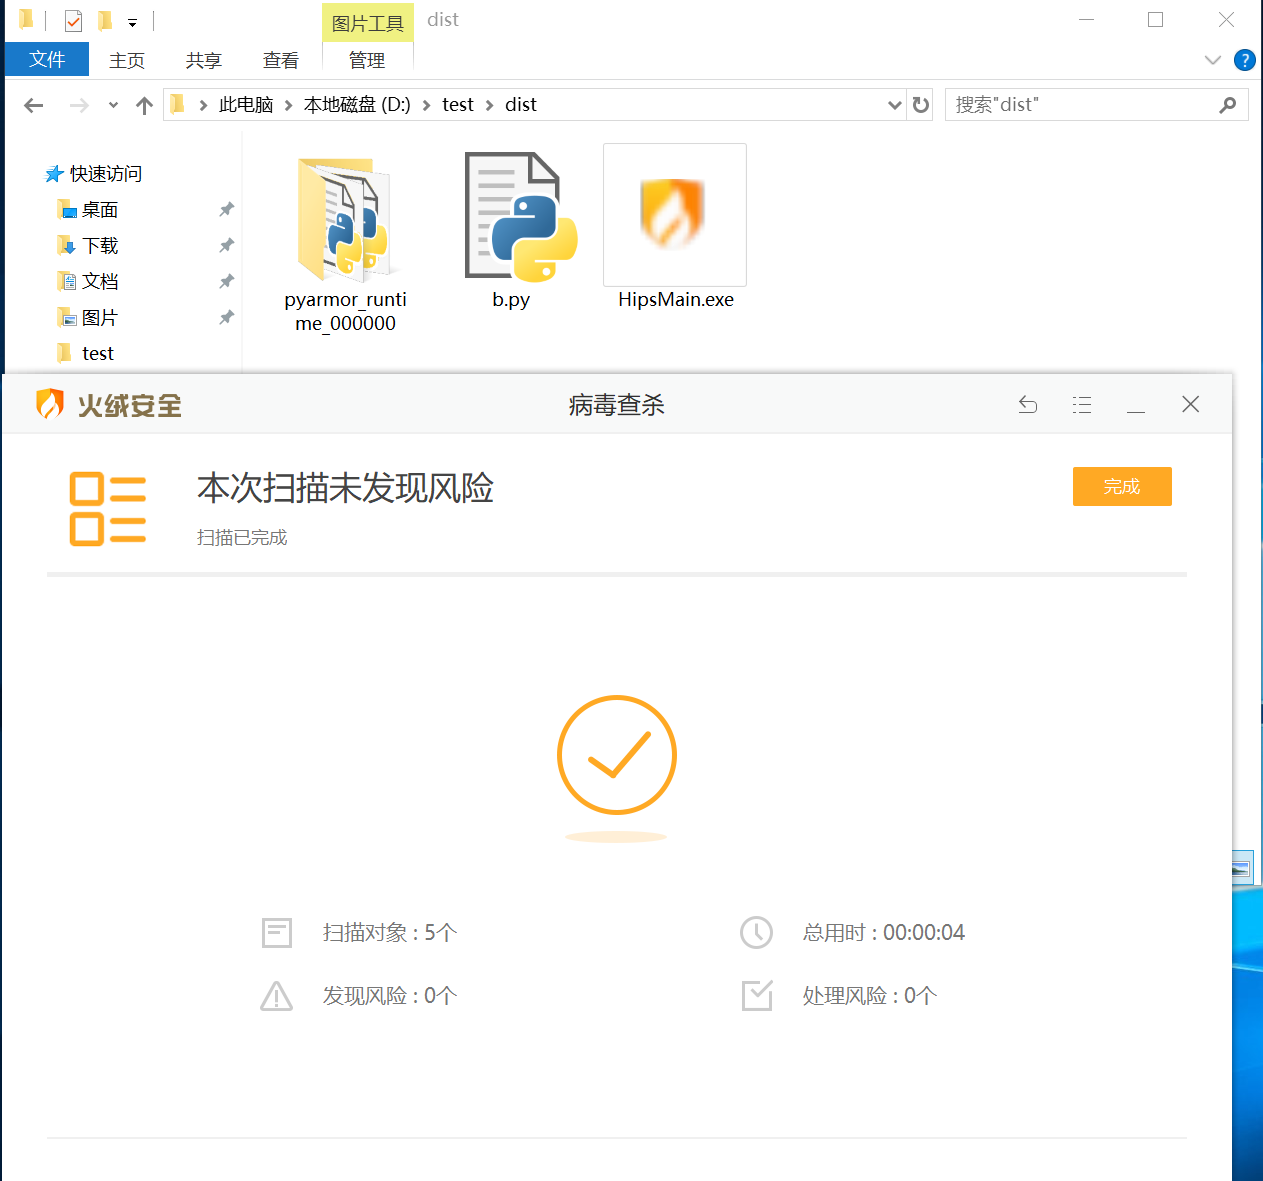 图片工具 dist
文件 主页 共享 查看 管理
此电脑 本地磁盘 (D:) test dist 搜索"dist"
快速访问
桌面
下载
文档
图片
test
pyarmor_runti
me_000000
b.py
HipsMain.exe
火绒安全 病毒查杀
本次扫描未发现风险
完成
扫描已完成
扫描对象 : 5个 总用时 : 00:00:04
发现风险 : 0个 处理风险 : 0个